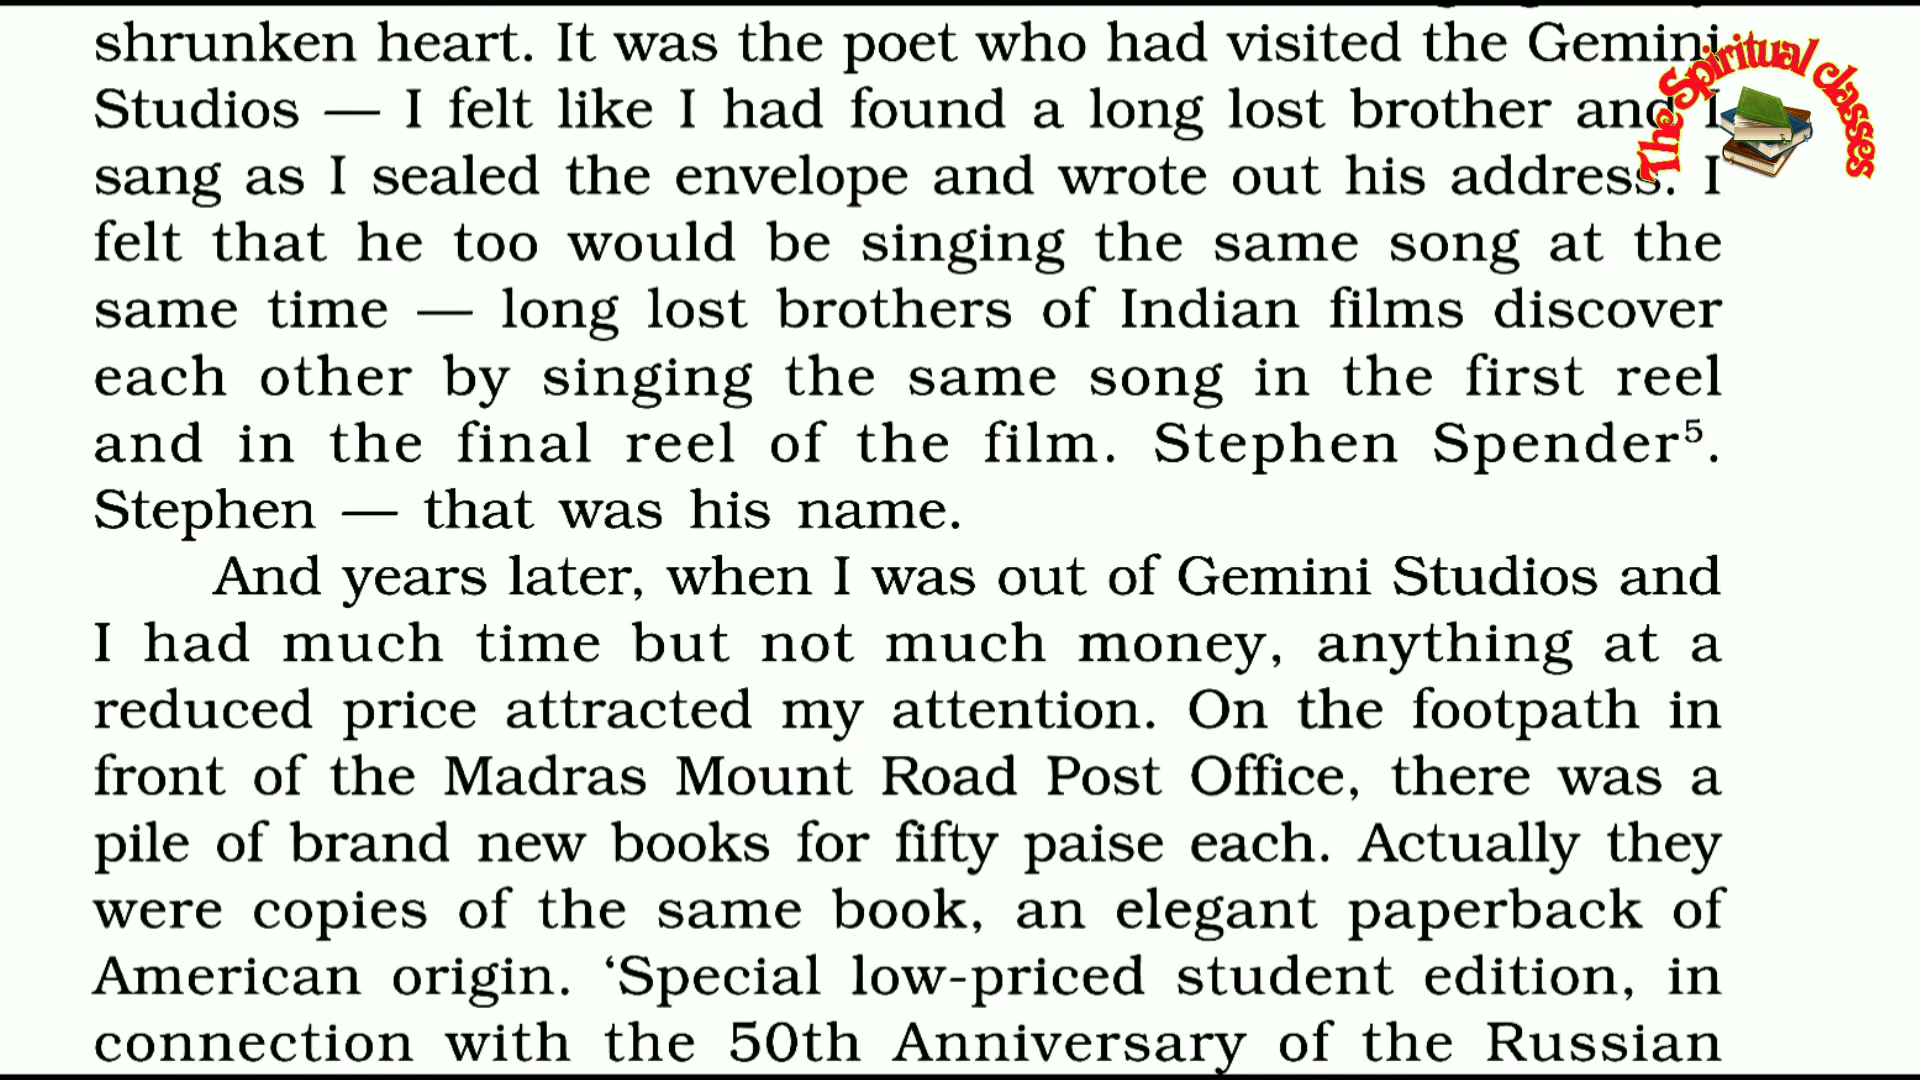 shrunken heart. It was the poet who had visited the Gemini
Studios — I felt like I had found a long lost brother and I
sang as I sealed the envelope and wrote out his address. I
felt that he too would be singing the same song at the
same time — long lost brothers of Indian films discover
each other by singing the same song in the first reel
and in the final reel of the film. Stephen Spender⁵.
Stephen — that was his name.
And years later, when I was out of Gemini Studios and
I had much time but not much money, anything at a
reduced price attracted my attention. On the footpath in
front of the Madras Mount Road Post Office, there was a
pile of brand new books for fifty paise each. Actually they
were copies of the same book, an elegant paperback of
American origin. ‘Special low-priced student edition, in
connection with the 50th Anniversary of the Russian
The Spiritual classes